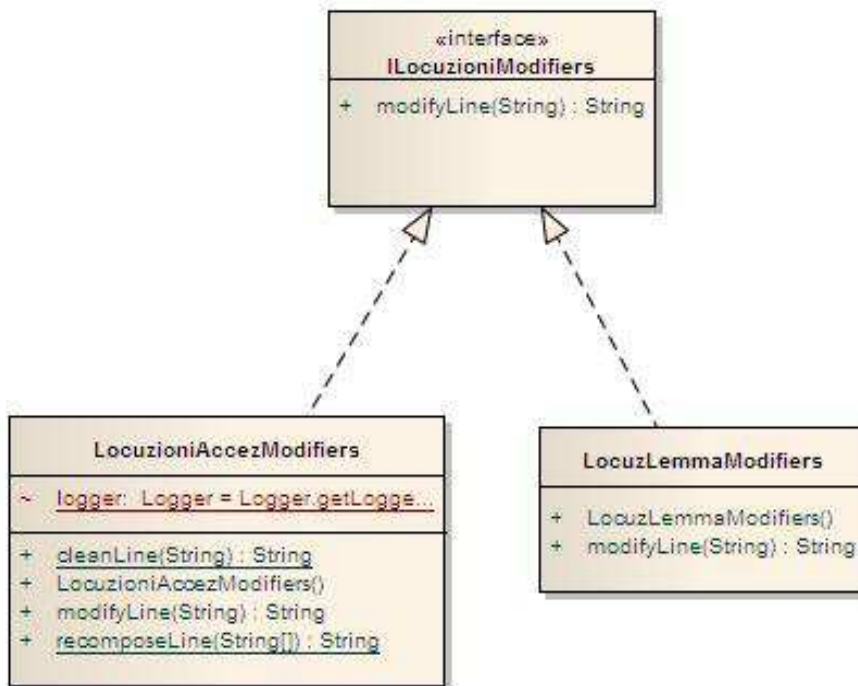 «interface»
ILocuzioniModifiers
+ modifyLine(String) : String
LocuzioniAccezModifiers
~ logger: Logger = Logger.getLogge...
+ cleanLine(String) : String
+ LocuzioniAccezModifiers()
+ modifyLine(String) : String
+ recomposeLine(String[]) : String
LocuzLemmaModifiers
+ LocuzLemmaModifiers()
+ modifyLine(String) : String